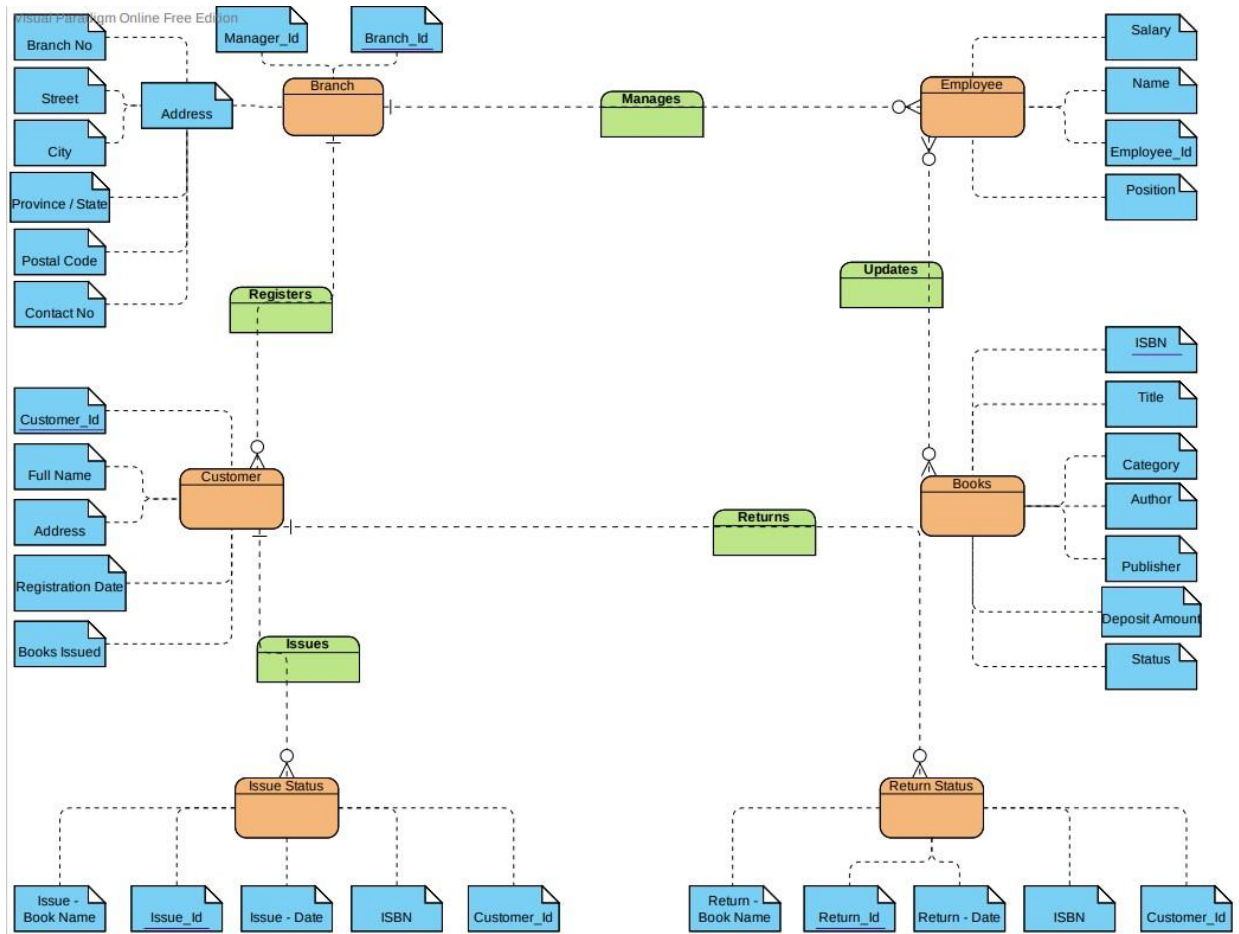 Visual Paradigm Online Free Edition
Branch No
Street
City
Province / State
Postal Code
Contact No
Address
Manager_Id
Branch_Id
Branch
Manages
Employee
Salary
Name
Employee_Id
Position
Registers
Updates
Customer_Id
Full Name
Address
Registration Date
Books Issued
Customer
Returns
Books
ISBN
Title
Category
Author
Publisher
Deposit Amount
Status
Issues
Issue Status
Return Status
Issue -
Book Name
Issue_Id
Issue - Date
ISBN
Customer_Id
Return -
Book Name
Return_Id
Return - Date
ISBN
Customer_Id